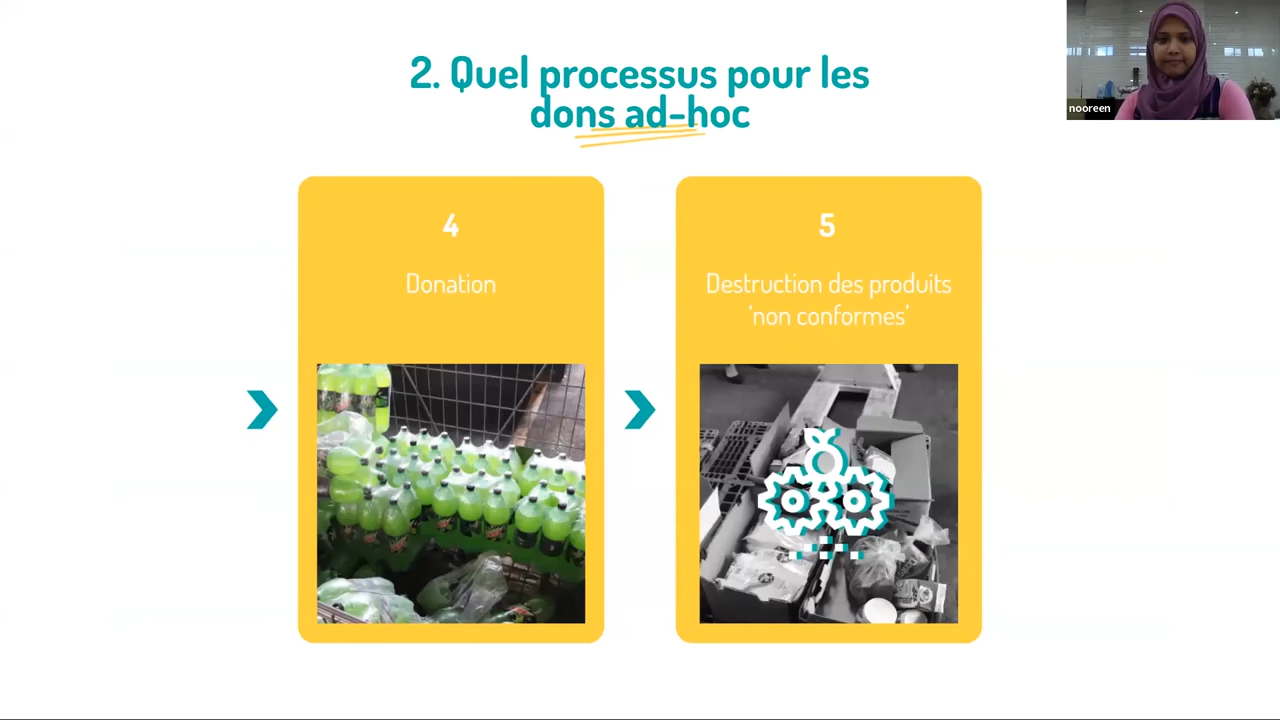 2. Quel processus pour les
dons ad-hoc
nooreen
4
Donation
5
Destruction des produits
‘non conformes’